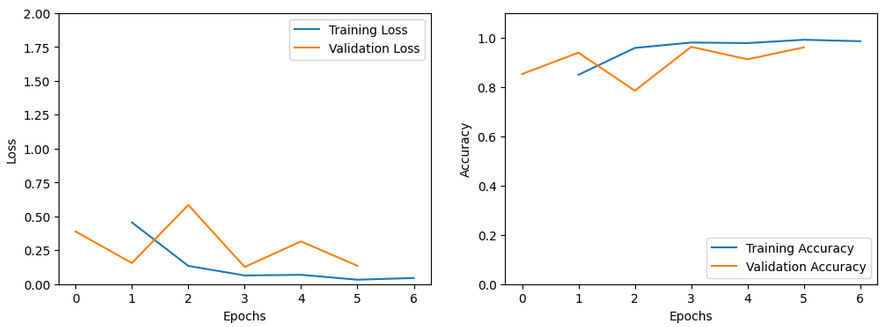 2.00
1.75
1.50
1.25
1.00
0.75
0.50
0.25
0.00
Loss
0 1 2 3 4 5 6
Epochs
Training Loss
Validation Loss
1.0
0.8
0.6
0.4
0.2
0.0
Accuracy
0 1 2 3 4 5 6
Epochs
Training Accuracy
Validation Accuracy